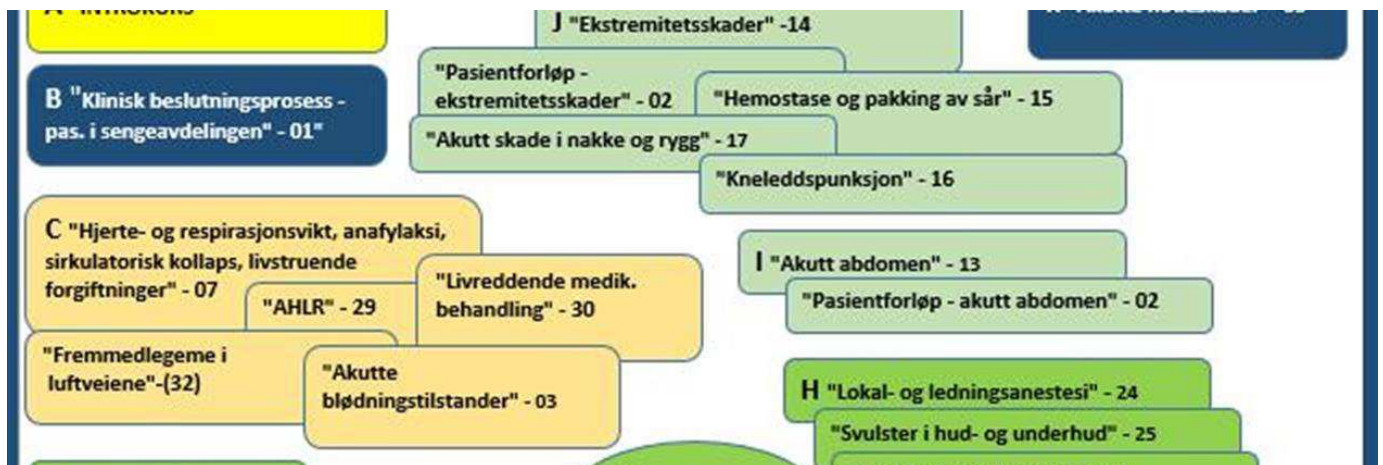 J "Ekstremitetsskader" -14
B "Klinisk beslutningsprosess -
pas. i sengeavdelingen" - 01"
"Pasientforløp -
ekstremitetsskader" - 02
"Hemostase og pakking av sår" - 15
"Akutt skade i nakke og rygg" - 17
"Kneleddspunksjon" - 16
C "Hjerte- og respirasjonsvikt, anafylaksi,
sirkulatorisk kollaps, livstruende
forgiftninger" - 07
"AHLR" - 29
"Livreddende medik.
behandling" - 30
"Fremmedlegeme i
luftveiene"-(32)
"Akutte
blødningstilstander" - 03
I "Akutt abdomen" - 13
"Pasientforløp - akutt abdomen" - 02
H "Lokal- og ledningsanestesi" - 24
"Svulster i hud- og underhud" - 25